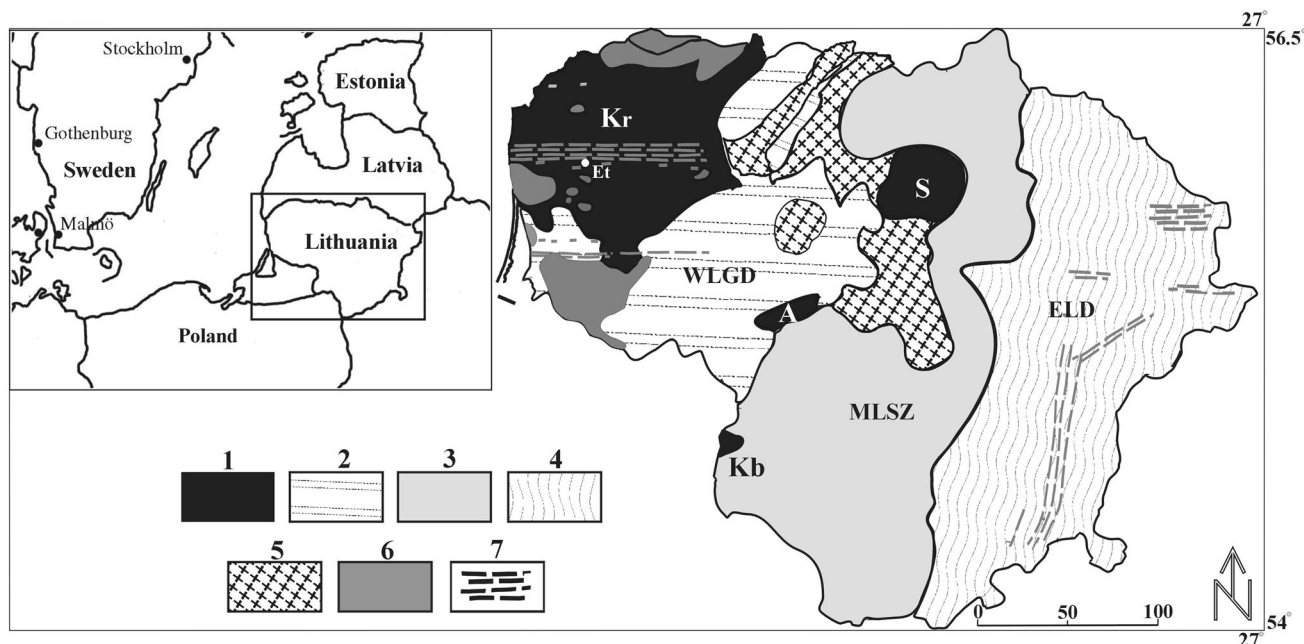 Stockholm
Estonia
Gothenburg
Sweden
Latvia
Malmö
Lithuania
Poland
27°
56.5°
Kr
Et
S
WLGD
ELD
A
MLSZ
Kb
1 2 3 4
5 6 7
N
0 50 100
54°
27°